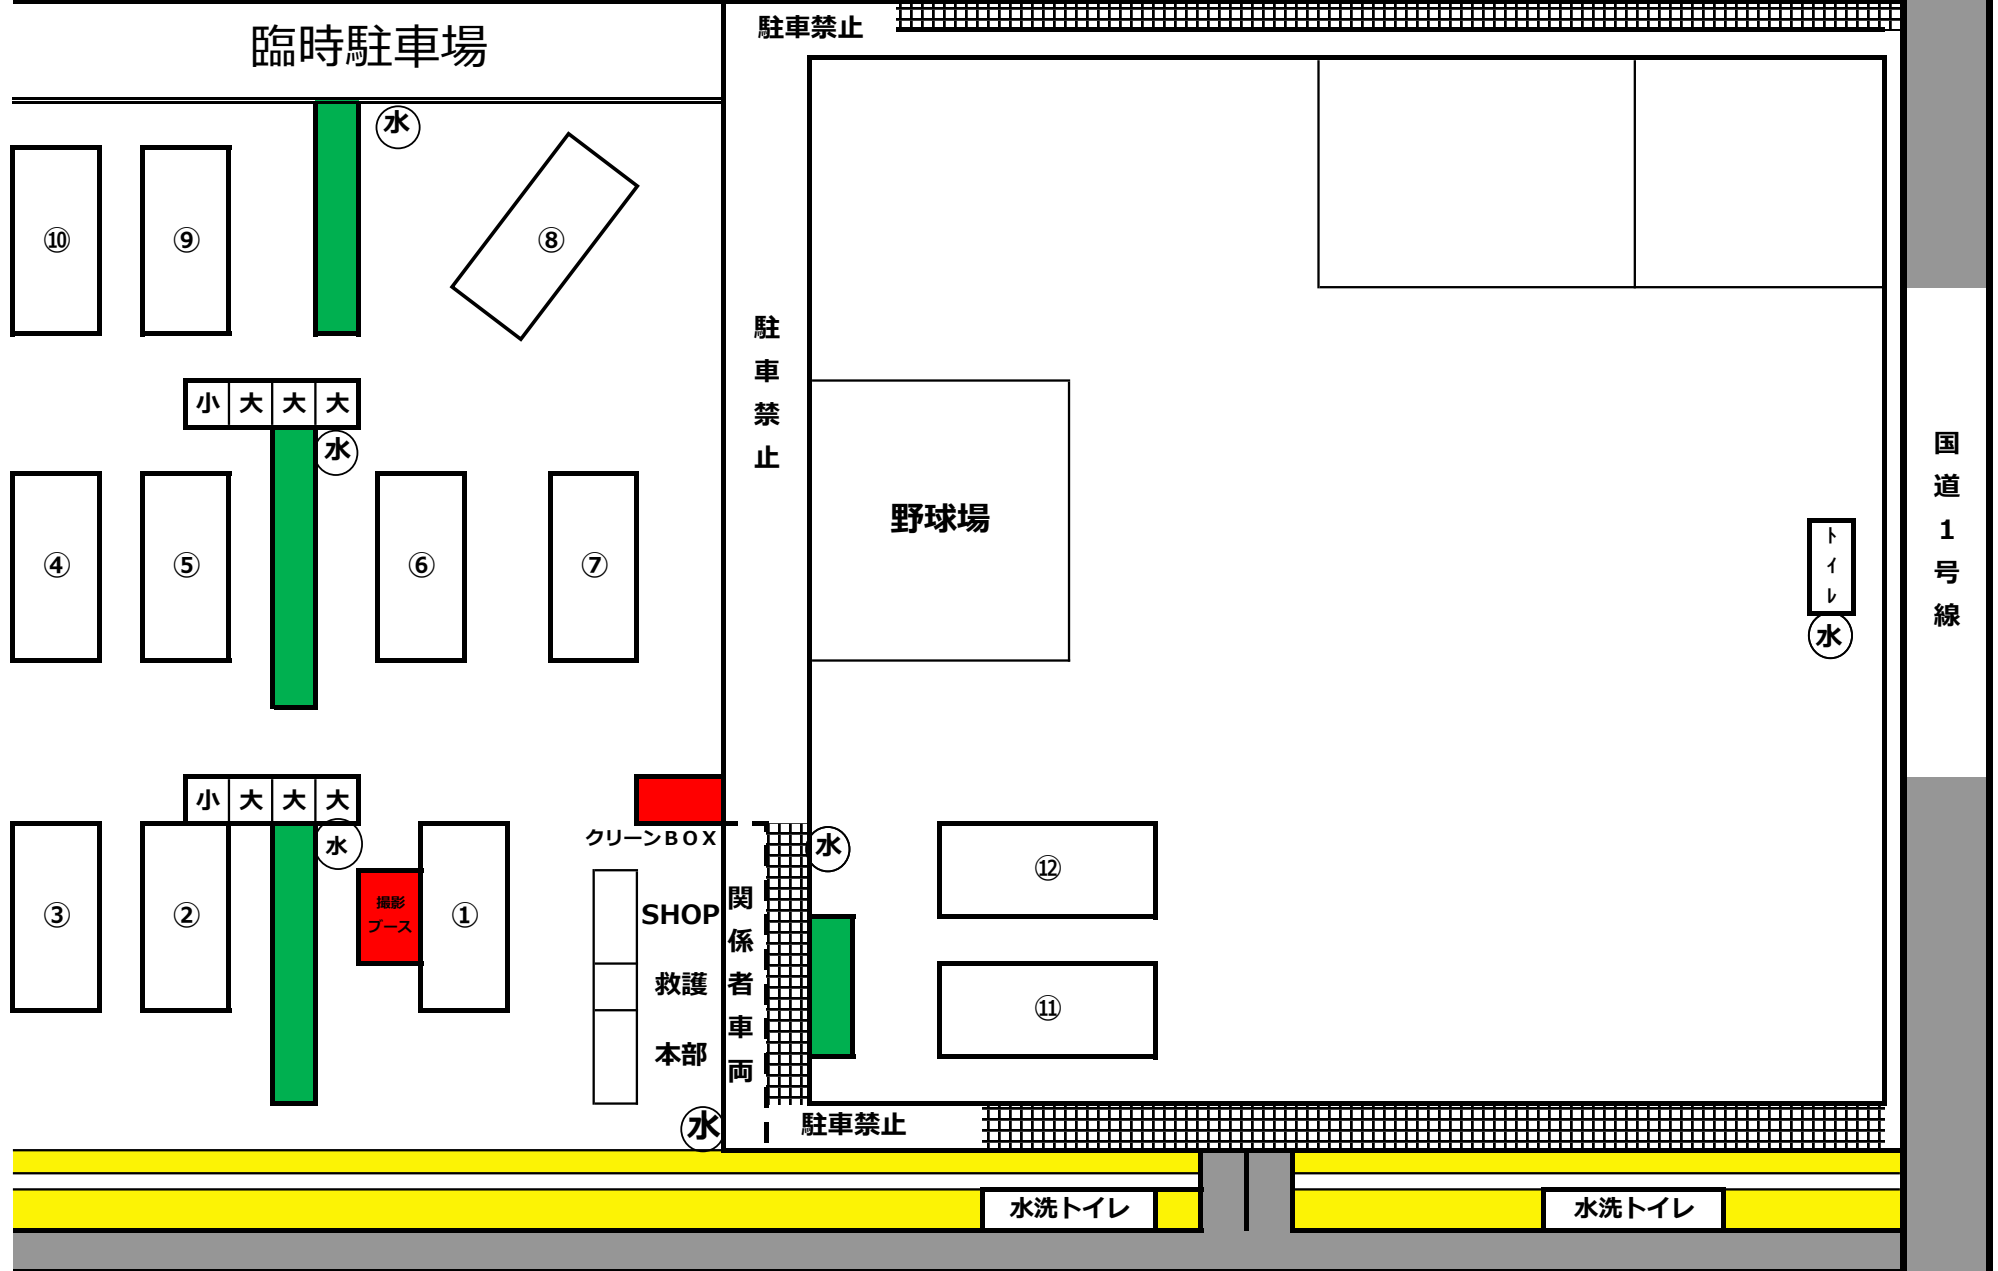 駐車禁止
臨時駐車場
水
⑩
⑨
⑧
駐車禁止
小 大 大 大
水
国道1号線
野球場
④
⑤
⑥
⑦
トイレ
水
小 大 大 大
水
クリーンBOX
水
⑫
撮影
ブース
③
②
①
SHOP
関係者車両
救護
⑪
本部
水
駐車禁止
水洗トイレ
水洗トイレ